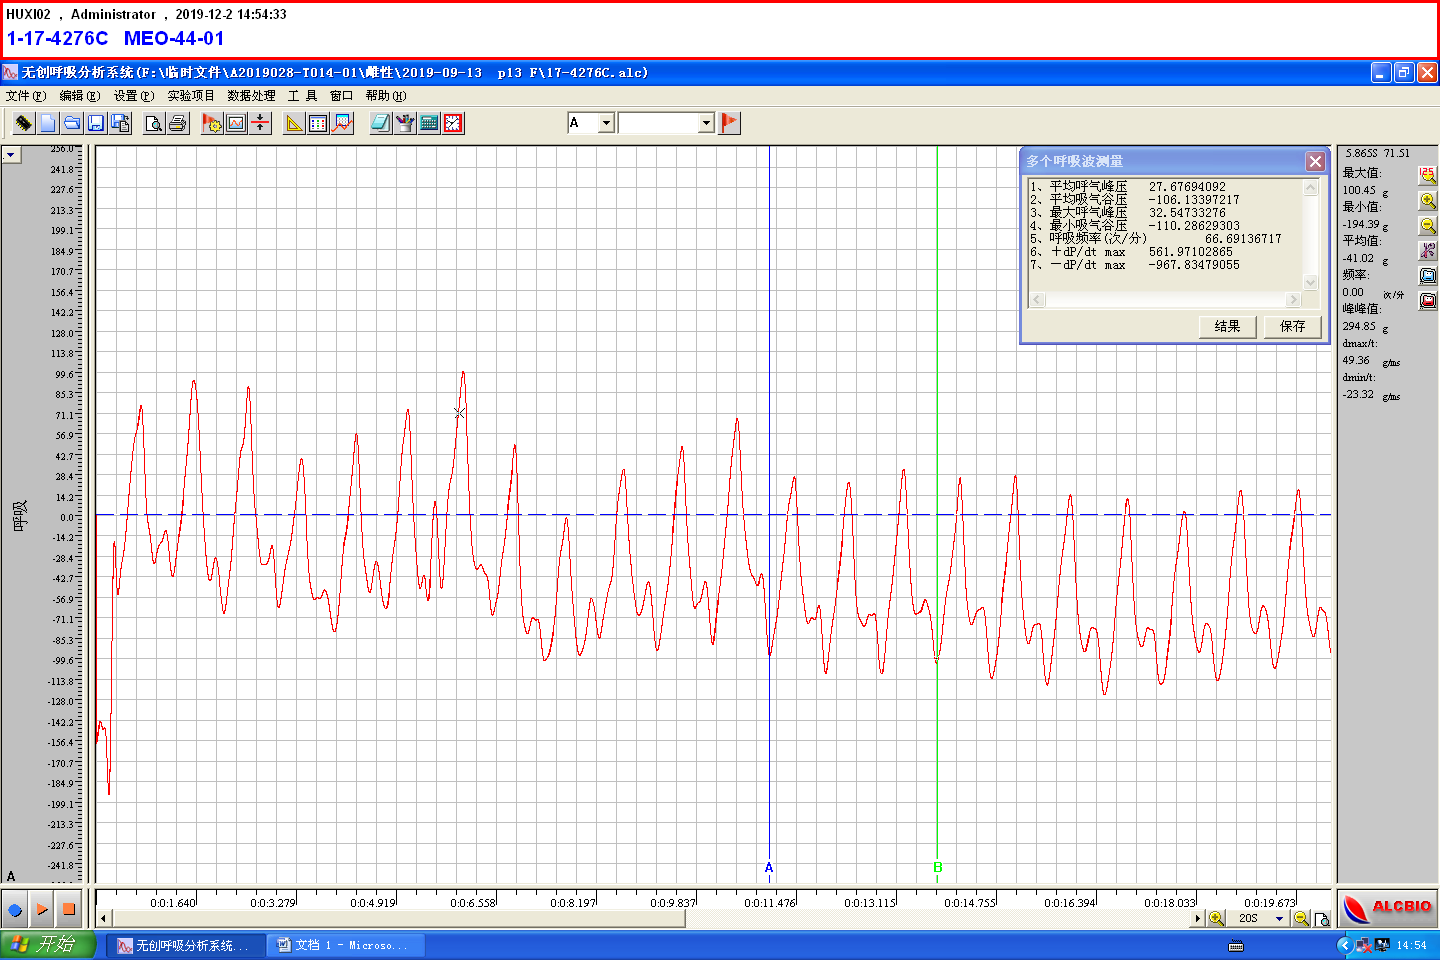 HUXI02 , Administrator , 2019-12-2 14:54:33
1-17-4276C MEO-44-01
无创呼吸分析系统(F:\临时文件\A2019028-T014-01\雌性\2019-09-13 p13 F\17-4276C.alc)
文件(F) 编辑(E) 设置(P) 实验项目 数据处理 工 具 窗口 帮助(H)
A
256.0
241.8
227.6
213.3
199.1
184.9
170.7
156.4
142.2
128.0
113.8
99.6
85.3
71.1
56.9
42.7
28.4
14.2
0.0
-14.2
-28.4
-42.7
-56.9
-71.1
-85.3
-99.6
-113.8
-128.0
-142.2
-156.4
-170.7
-184.9
-199.1
-213.3
-227.6
-241.8
呼吸
A
多个呼吸波测量
1、平均呼气峰压 27.67694092
2、平均吸气谷压 -106.13397217
3、最大呼气峰压 32.54733276
4、最小吸气谷压 -110.28629303
5、呼吸频率(次/分) 66.69136717
6、＋dP/dt max 561.97102865
7、－dP/dt max -967.83479055
结果 保存
5.865S 71.51
最大值:
100.45 g
最小值:
-194.39 g
平均值:
-41.02 g
频率:
0.00 次/分
峰峰值:
294.85 g
dmax/t:
49.36 g/ms
dmin/t:
-23.32 g/ms
125
A B
0:0:1.640 0:0:3.279 0:0:4.919 0:0:6.558 0:0:8.197 0:0:9.837 0:0:11.476 0:0:13.115 0:0:14.755 0:0:16.394 0:0:18.033 0:0:19.673
20S
ALCBIO
开始 无创呼吸分析系统... 文档 1 - Microso... 14:54